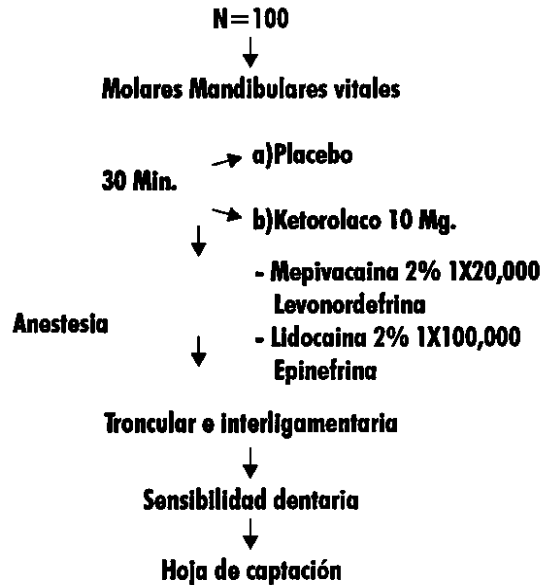 N=100
Molares Mandibulares vitales
a)Placebo
30 Min.
b)Ketorolaco 10 Mg.
- Mepivacaina 2% 1X20,000
Levonordefrina
Anestesia
- Lidocaina 2% 1X100,000
Epinefrina
Troncular e interligamentaria
Sensibilidad dentaria
Hoja de captación